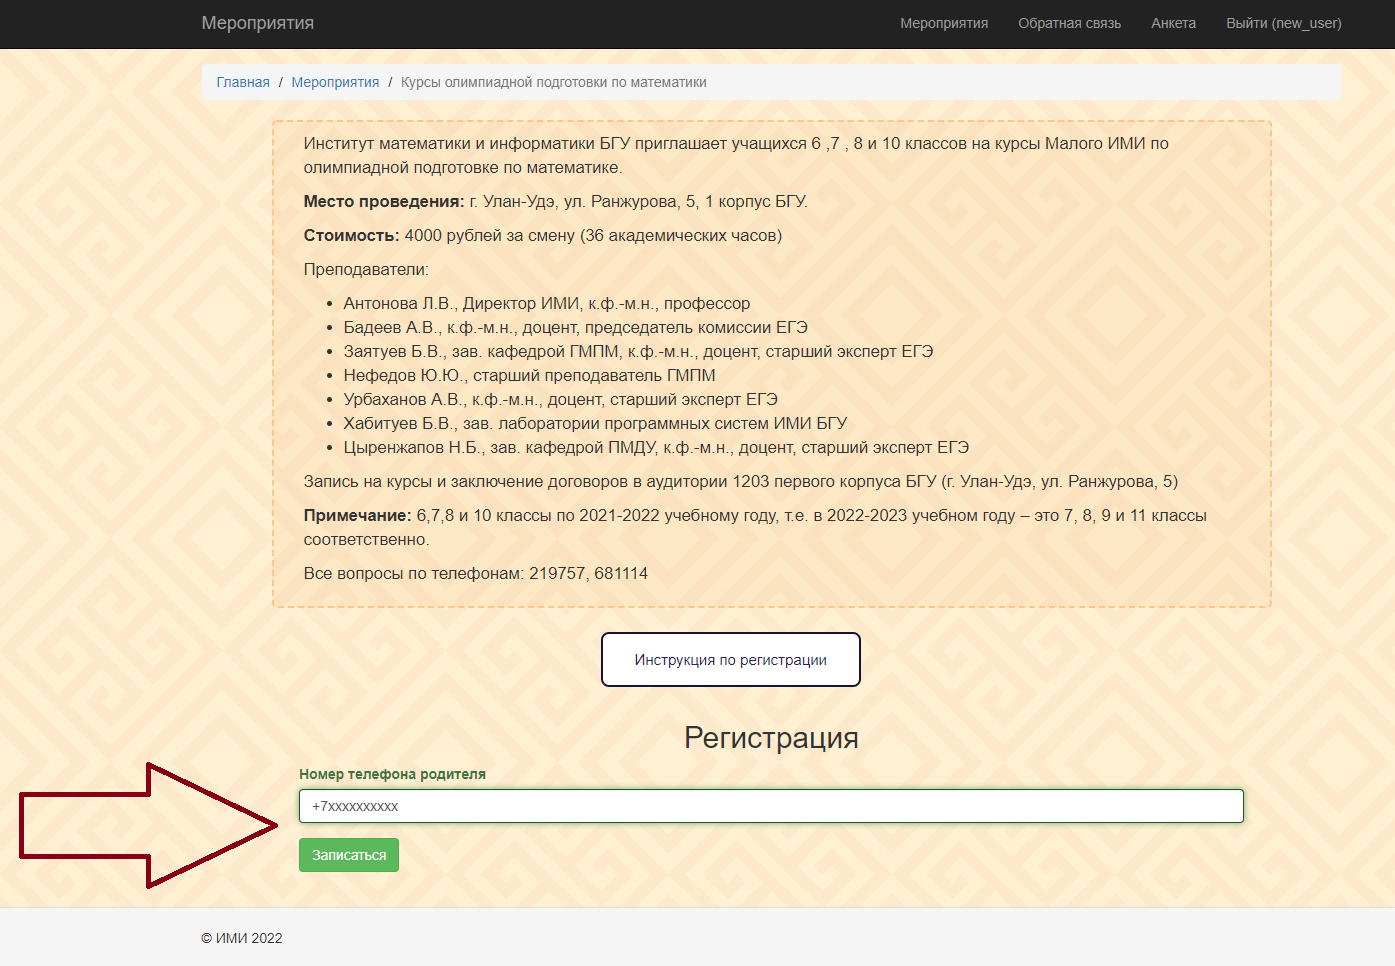 Мероприятия
Мероприятия Обратная связь Анкета Выйти (new_user)
Главная / Мероприятия / Курсы олимпиадной подготовки по математики
Институт математики и информатики БГУ приглашает учащихся 6 ,7 , 8 и 10 классов на курсы Малого ИМИ по
олимпиадной подготовке по математике.
Место проведения: г. Улан-Удэ, ул. Ранжурова, 5, 1 корпус БГУ.
Стоимость: 4000 рублей за смену (36 академических часов)
Преподаватели:
• Антонова Л.В., Директор ИМИ, к.ф.-м.н., профессор
• Бадеев А.В., к.ф.-м.н., доцент, председатель комиссии ЕГЭ
• Заятуев Б.В., зав. кафедрой ГМПМ, к.ф.-м.н., доцент, старший эксперт ЕГЭ
• Нефедов Ю.Ю., старший преподаватель ГМПМ
• Урбаханов А.В., к.ф.-м.н., доцент, старший эксперт ЕГЭ
• Хабитуев Б.В., зав. лаборатории программных систем ИМИ БГУ
• Цыренжапов Н.Б., зав. кафедрой ПМДУ, к.ф.-м.н., доцент, старший эксперт ЕГЭ
Запись на курсы и заключение договоров в аудитории 1203 первого корпуса БГУ (г. Улан-Удэ, ул. Ранжурова, 5)
Примечание: 6,7,8 и 10 классы по 2021-2022 учебному году, т.е. в 2022-2023 учебном году – это 7, 8, 9 и 11 классы
соответственно.
Все вопросы по телефонам: 219757, 681114
Инструкция по регистрации
Регистрация
Номер телефона родителя
+7xxxxxxxxxx
Записаться
© ИМИ 2022